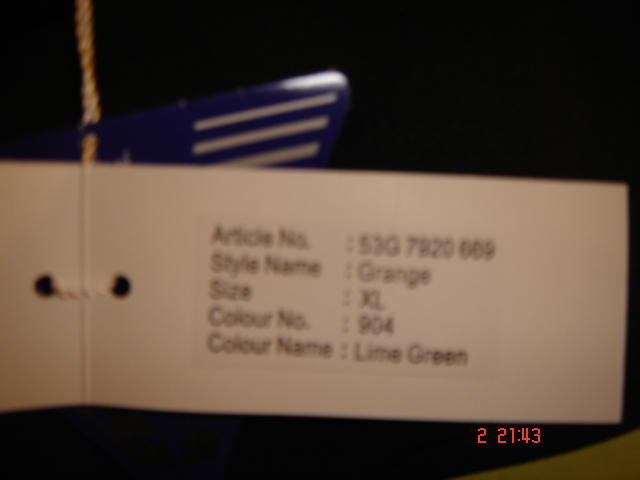 Article No. : 53G 7920 669
Style Name : Grange
Size : XL
Colour No. : 904
Colour Name : Lime Green
2 21:43